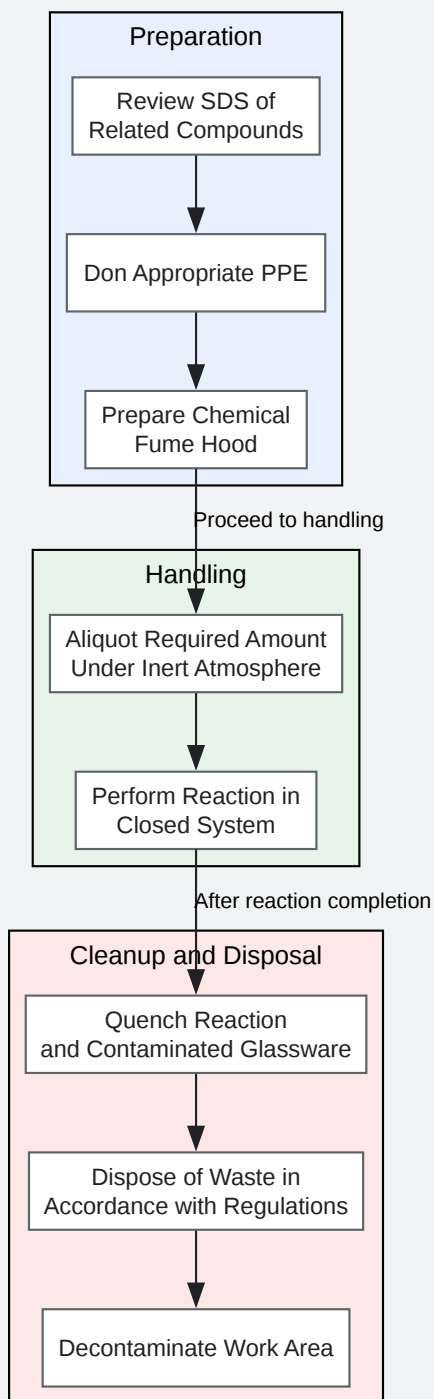 Preparation
Review SDS of
Related Compounds
Don Appropriate PPE
Prepare Chemical
Fume Hood
Proceed to handling
Handling
Aliquot Required Amount
Under Inert Atmosphere
Perform Reaction in
Closed System
After reaction completion
Cleanup and Disposal
Quench Reaction
and Contaminated Glassware
Dispose of Waste in
Accordance with Regulations
Decontaminate Work Area